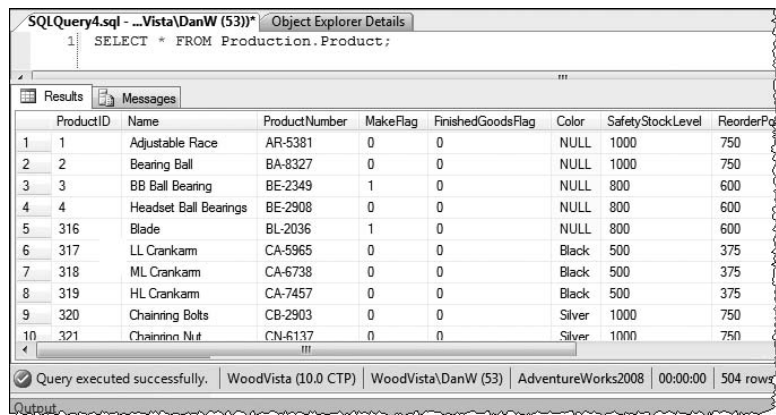 SQLQuery4.sql - ...Vista\DanW (53))* Object Explorer Details
1 SELECT * FROM Production.Product;
Results Messages
ProductID Name ProductNumber MakeFlag FinishedGoodsFlag Color SafetyStockLevel ReorderPo
1 1 Adjustable Race AR-5381 0 0 NULL 1000 750
2 2 Bearing Ball BA-8327 0 0 NULL 1000 750
3 3 BB Ball Bearing BE-2349 1 0 NULL 800 600
4 4 Headset Ball Bearings BE-2908 0 0 NULL 800 600
5 316 Blade BL-2036 1 0 NULL 800 600
6 317 LL Crankarm CA-5965 0 0 Black 500 375
7 318 ML Crankarm CA-6738 0 0 Black 500 375
8 319 HL Crankarm CA-7457 0 0 Black 500 375
9 320 Chainring Bolts CB-2903 0 0 Silver 1000 750
10 321 Chainring Nut CN-6137 0 0 Silver 1000 750
Query executed successfully. WoodVista (10.0 CTP) WoodVista\DanW (53) AdventureWorks2008 00:00:00 504 rows
Output